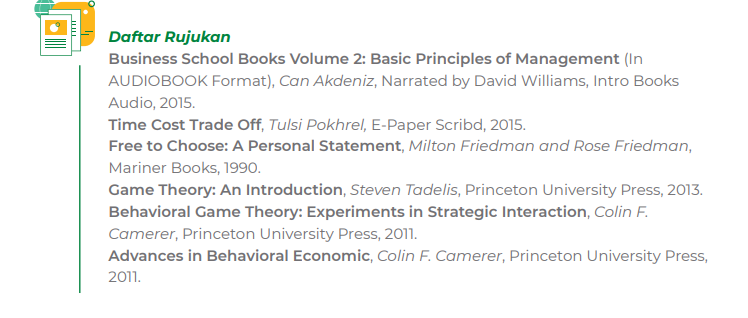 Daftar Rujukan
Business School Books Volume 2: Basic Principles of Management (In
AUDIOBOOK Format), Can Akdeniz, Narrated by David Williams, Intro Books
Audio, 2015.
Time Cost Trade Off, Tulsi Pokhrel, E-Paper Scribd, 2015.
Free to Choose: A Personal Statement, Milton Friedman and Rose Friedman,
Mariner Books, 1990.
Game Theory: An Introduction, Steven Tadelis, Princeton University Press, 2013.
Behavioral Game Theory: Experiments in Strategic Interaction, Colin F.
Camerer, Princeton University Press, 2011.
Advances in Behavioral Economic, Colin F. Camerer, Princeton University Press,
2011.